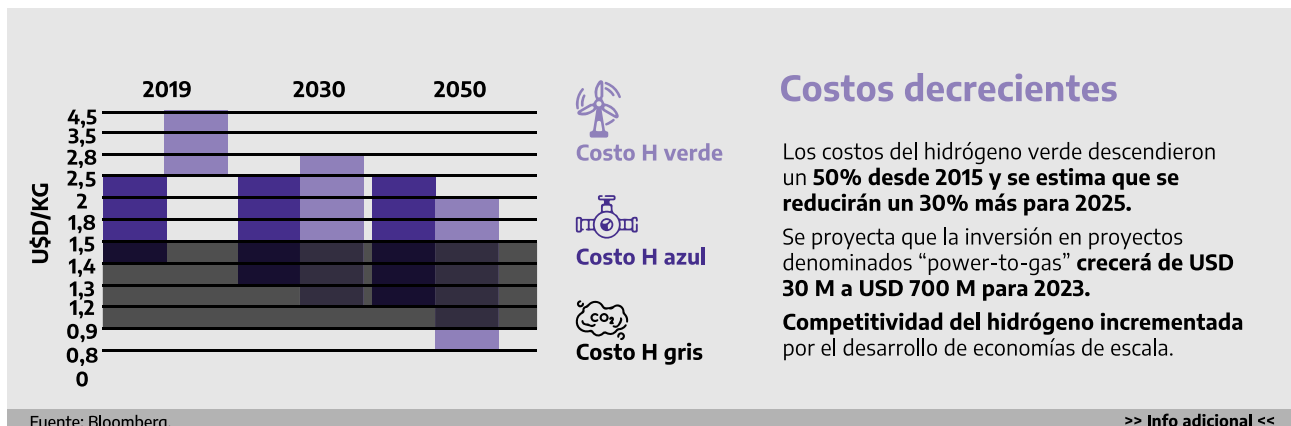 2019 2030 2050
4,5
3,5
2,8
2,5
2
1,8
1,5
1,4
1,3
1,2
0,9
0,8
0
U$D/KG
Costo H verde
Costo H azul
CO₂
Costo H gris
Costos decrecientes
Los costos del hidrógeno verde descendieron
un 50% desde 2015 y se estima que se
reducirán un 30% más para 2025.
Se proyecta que la inversión en proyectos
denominados “power-to-gas” crecerá de USD
30 M a USD 700 M para 2023.
Competitividad del hidrógeno incrementada
por el desarrollo de economías de escala.
Fuente: Bloomberg.
>> Info adicional <<